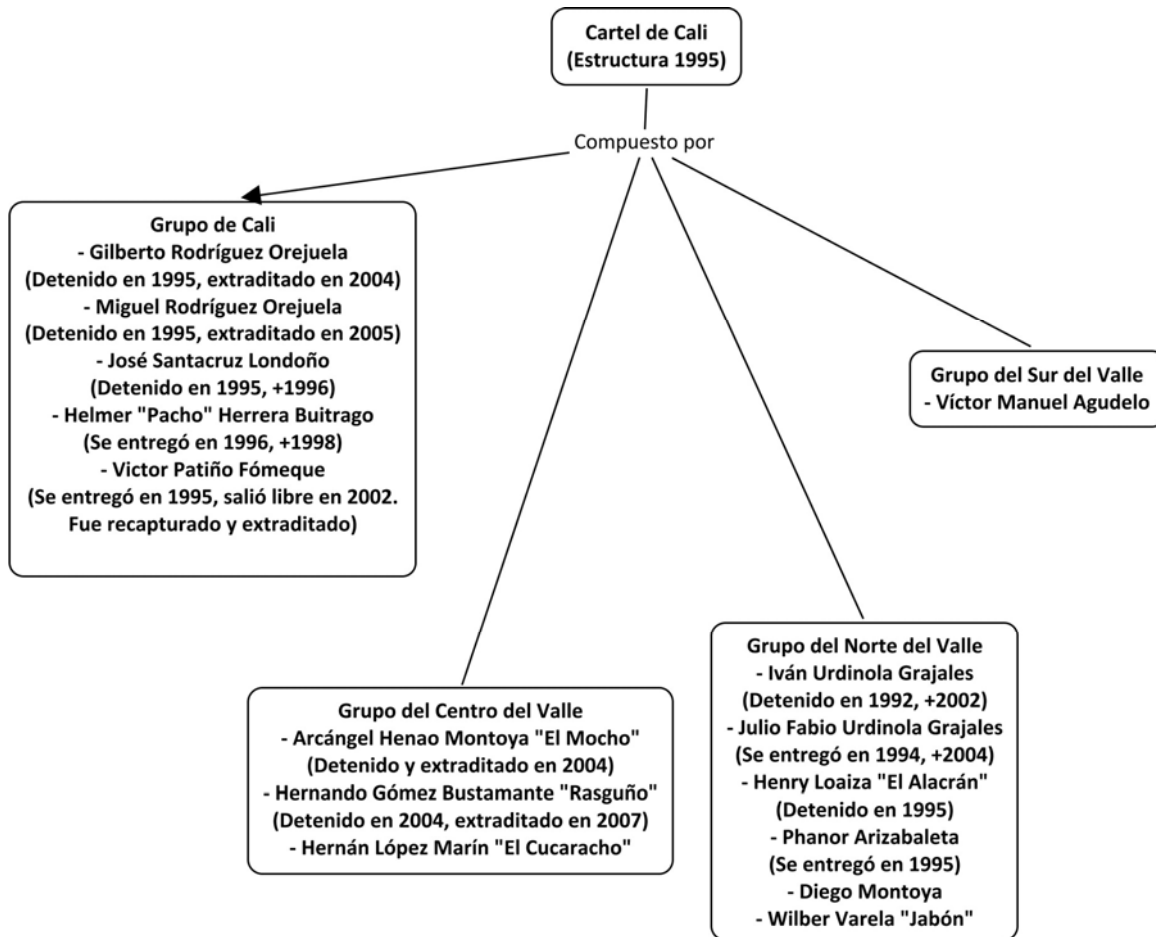 Cartel de Cali
(Estructura 1995)
Compuesto por
Grupo de Cali
- Gilberto Rodríguez Orejuela
(Detenido en 1995, extraditado en 2004)
- Miguel Rodríguez Orejuela
(Detenido en 1995, extraditado en 2005)
- José Santacruz Londoño
(Detenido en 1995, +1996)
- Helmer "Pacho" Herrera Buitrago
(Se entregó en 1996, +1998)
- Victor Patiño Fómeque
(Se entregó en 1995, salió libre en 2002.
Fue recapturado y extraditado)
Grupo del Sur del Valle
- Víctor Manuel Agudelo
Grupo del Centro del Valle
- Arcángel Henao Montoya "El Mocho"
(Detenido y extraditado en 2004)
- Hernando Gómez Bustamante "Rasguño"
(Detenido en 2004, extraditado en 2007)
- Hernán López Marín "El Cucaracho"
Grupo del Norte del Valle
- Iván Urdinola Grajales
(Detenido en 1992, +2002)
- Julio Fabio Urdinola Grajales
(Se entregó en 1994, +2004)
- Henry Loaiza "El Alacrán"
(Detenido en 1995)
- Phanor Arizabaleta
(Se entregó en 1995)
- Diego Montoya
- Wilber Varela "Jabón"